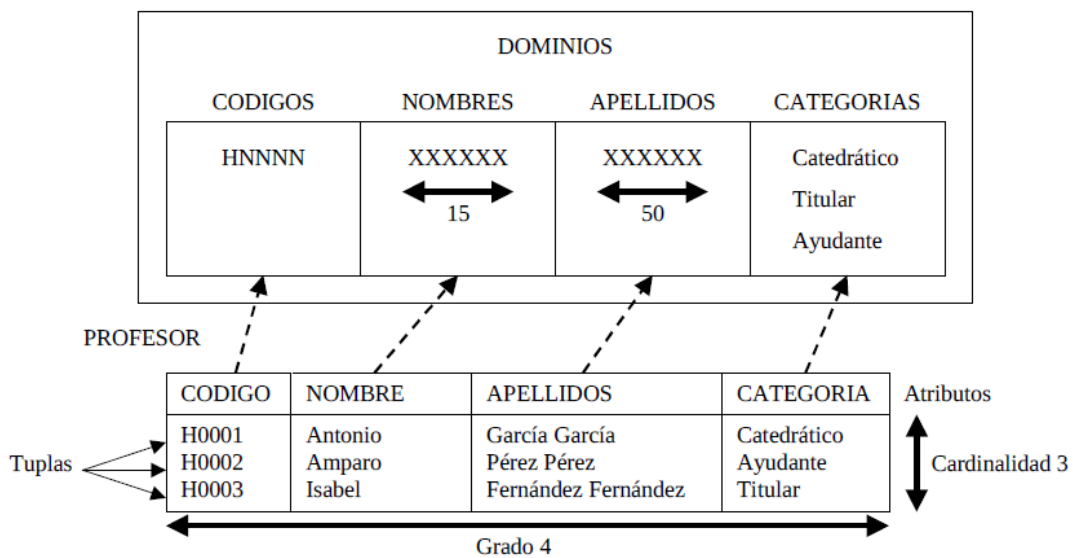 DOMINIOS
CODIGOS NOMBRES APELLIDOS CATEGORIAS
HNNNN XXXXXX XXXXXX Catedrático
15 50 Titular
Ayudante
PROFESOR
CODIGO NOMBRE APELLIDOS CATEGORIA Atributos
H0001 Antonio García García Catedrático
Tuplas H0002 Amparo Pérez Pérez Ayudante Cardinalidad 3
H0003 Isabel Fernández Fernández Titular
Grado 4